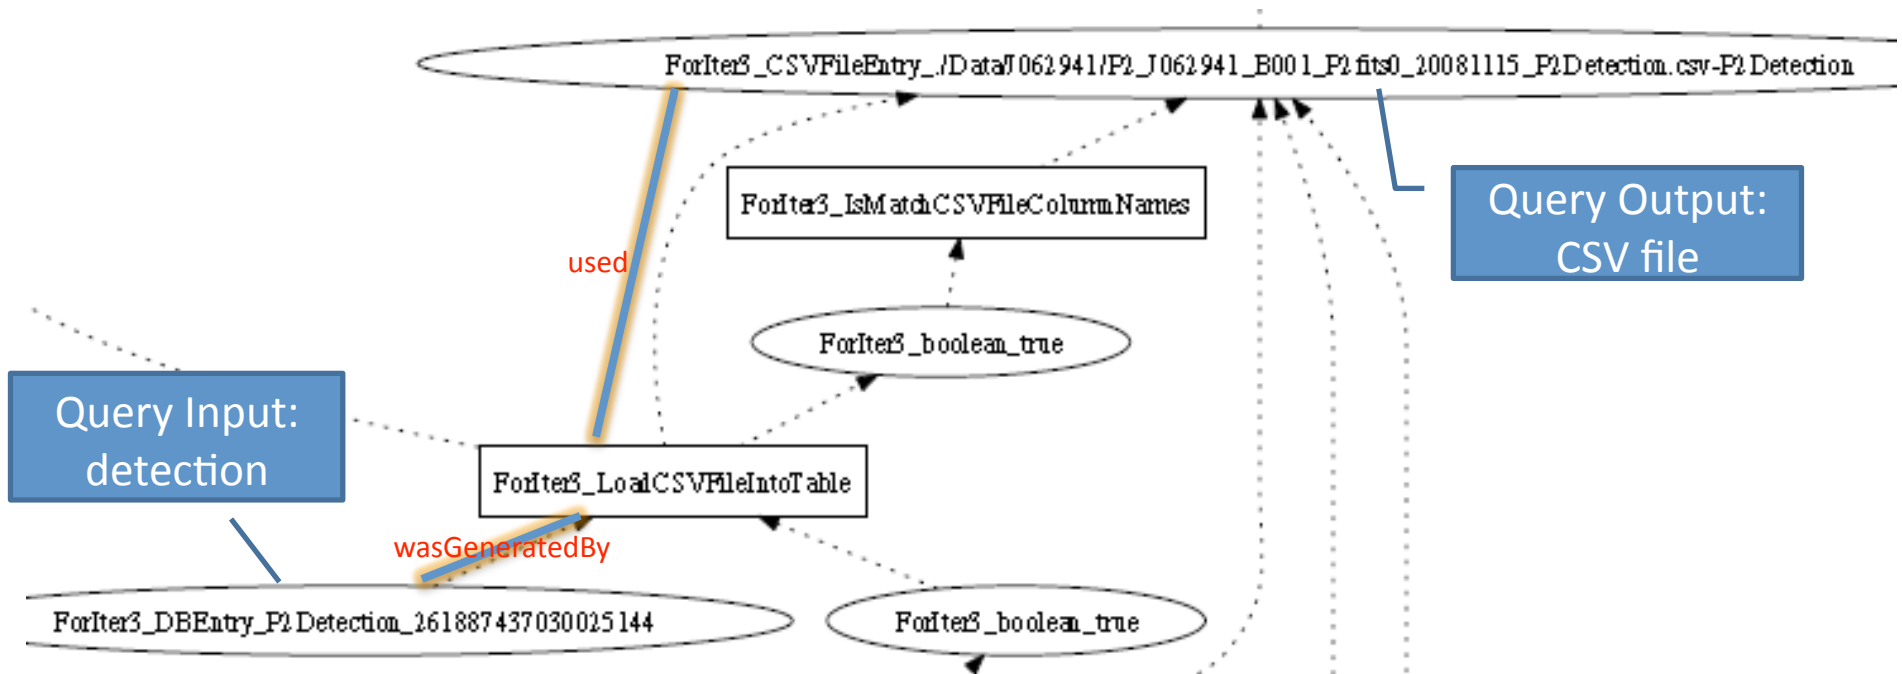 ForIter3_CSVFileEntry_./Data/J062941/P2_J062941_B001_P2fits0_20081115_P2Detection.csv-P2Detection
ForIter3_IsMatchCSVFileColumnNames
Query Output:
CSV file
used
ForIter3_boolean_true
Query Input:
detection
ForIter3_LoadCSVFileIntoTable
wasGeneratedBy
ForIter3_DBEntry_P2Detection_261887437030025144
ForIter3_boolean_true